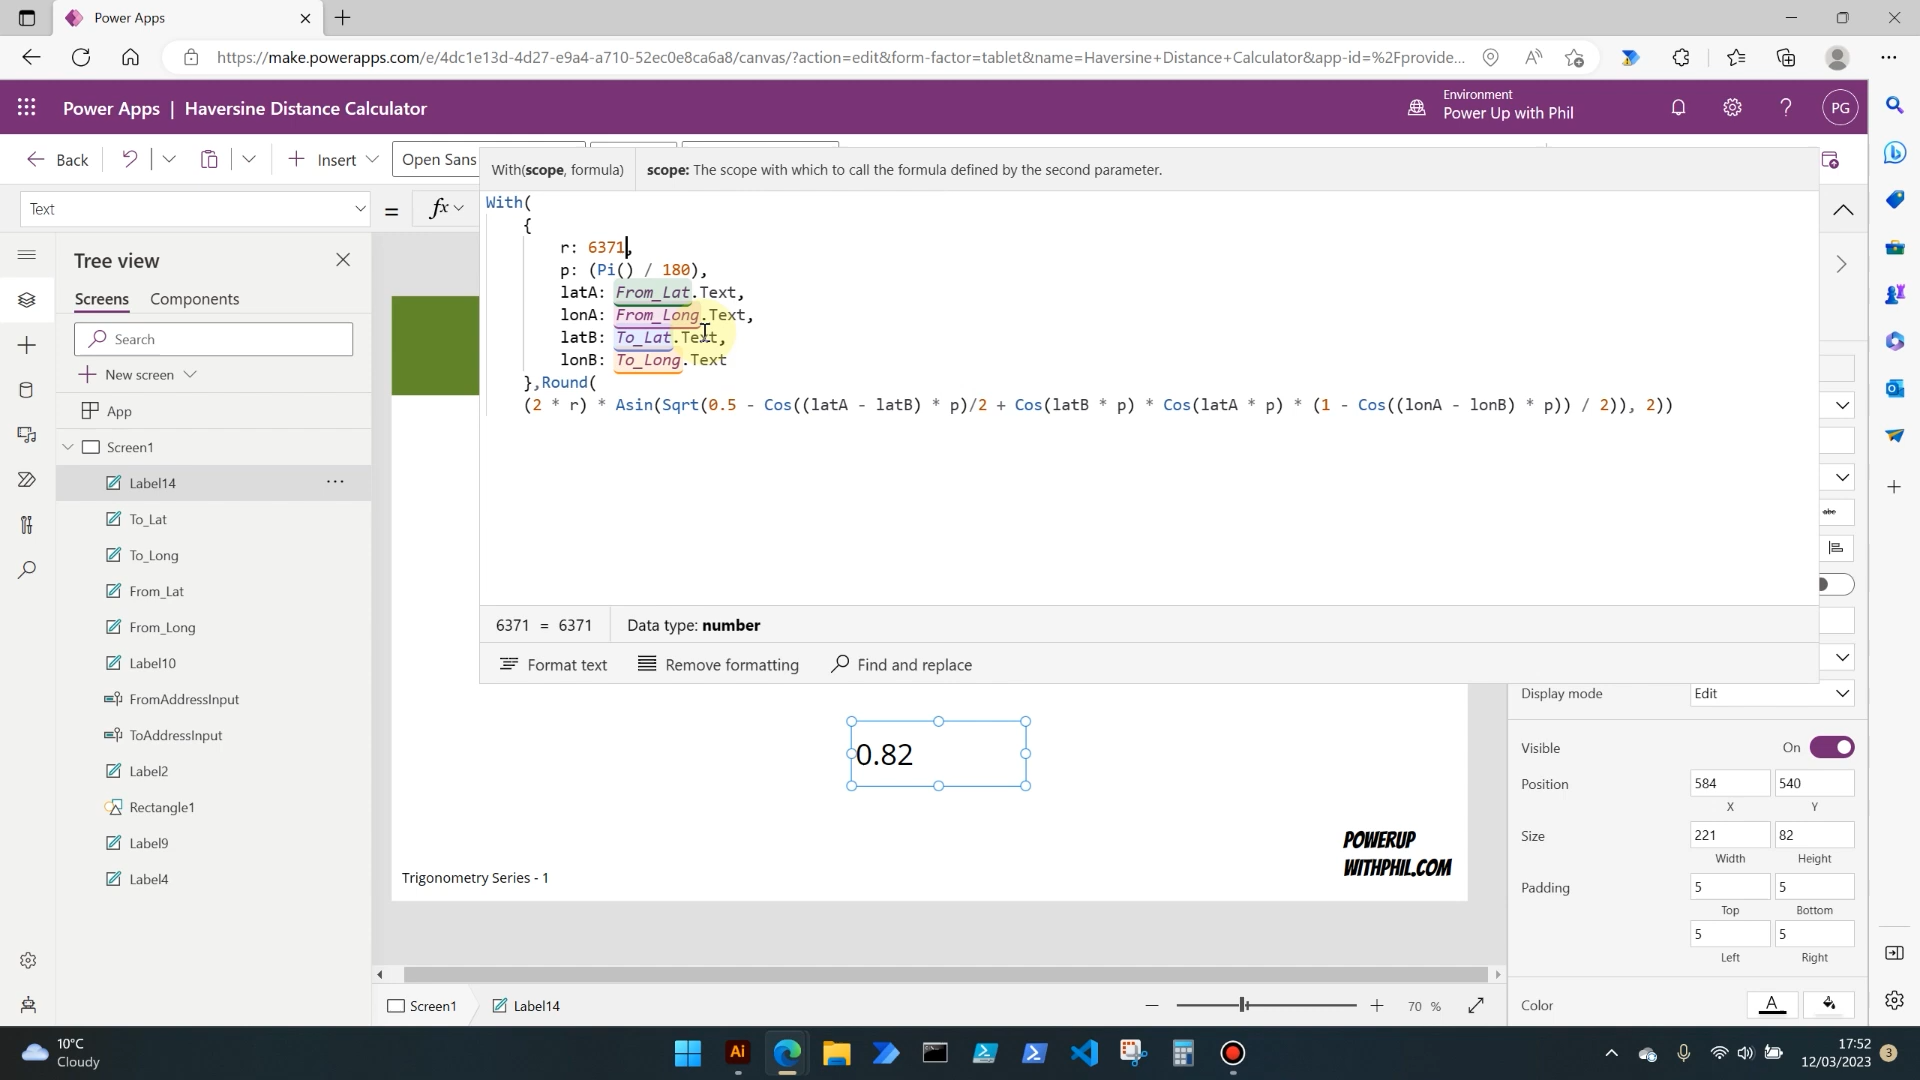 Power Apps
https://make.powerapps.com/e/4dc1e13d-4d27-e9a4-a710-52ec0e8ca6a8/canvas/?action=edit&form-factor=tablet&name=Haversine+Distance+Calculator&app-id=%2Fprovide...
Power Apps | Haversine Distance Calculator
Environment
Power Up with Phil
PG
Back
Insert
Open Sans
With(scope, formula)
scope: The scope with which to call the formula defined by the second parameter.
Text
=
fx
With(
{
r: 6371,
p: (Pi() / 180),
latA: From_Lat.Text,
lonA: From_Long.Text,
latB: To_Lat.Text,
lonB: To_Long.Text
},Round(
(2 * r) * Asin(Sqrt(0.5 - Cos((latA - latB) * p)/2 + Cos(latB * p) * Cos(latA * p) * (1 - Cos((lonA - lonB) * p)) / 2)), 2))
6371 = 6371
Data type: number
Format text
Remove formatting
Find and replace
Tree view
Screens
Components
Search
New screen
App
Screen1
Label14
To_Lat
To_Long
From_Lat
From_Long
Label10
FromAddressInput
ToAddressInput
Label2
Rectangle1
Label9
Label4
0.82
POWERUP
WITHPHIL.COM
Trigonometry Series - 1
Screen1
Label14
70 %
abc
Display mode
Edit
Visible
On
Position
584
540
X
Y
Size
221
82
Width
Height
Padding
5
5
Top
Bottom
5
5
Left
Right
Color
A
10°C
Cloudy
Ai
17:52
12/03/2023
3